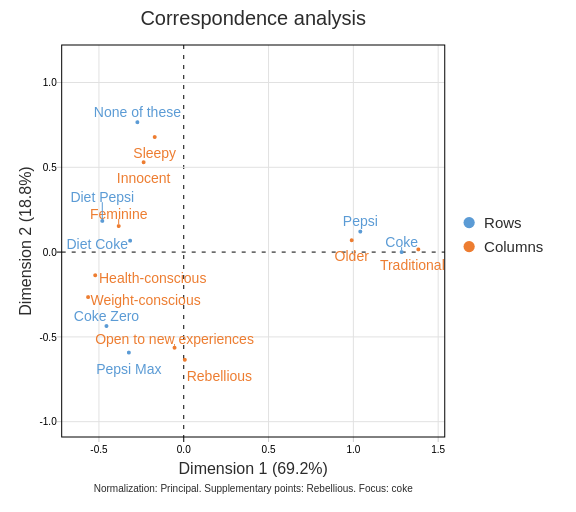 Correspondence analysis
1.0
None of these
Sleepy
0.5
Innocent
Diet Pepsi
Feminine
Pepsi
Rows
Diet Coke
Coke
Columns
0.0
Older
Traditional
Health-conscious
Weight-conscious
Coke Zero
-0.5
Open to new experiences
Pepsi Max
Rebellious
-1.0
Dimension 2 (18.8%)
-0.5 0.0 0.5 1.0 1.5
Dimension 1 (69.2%)
Normalization: Principal. Supplementary points: Rebellious. Focus: coke